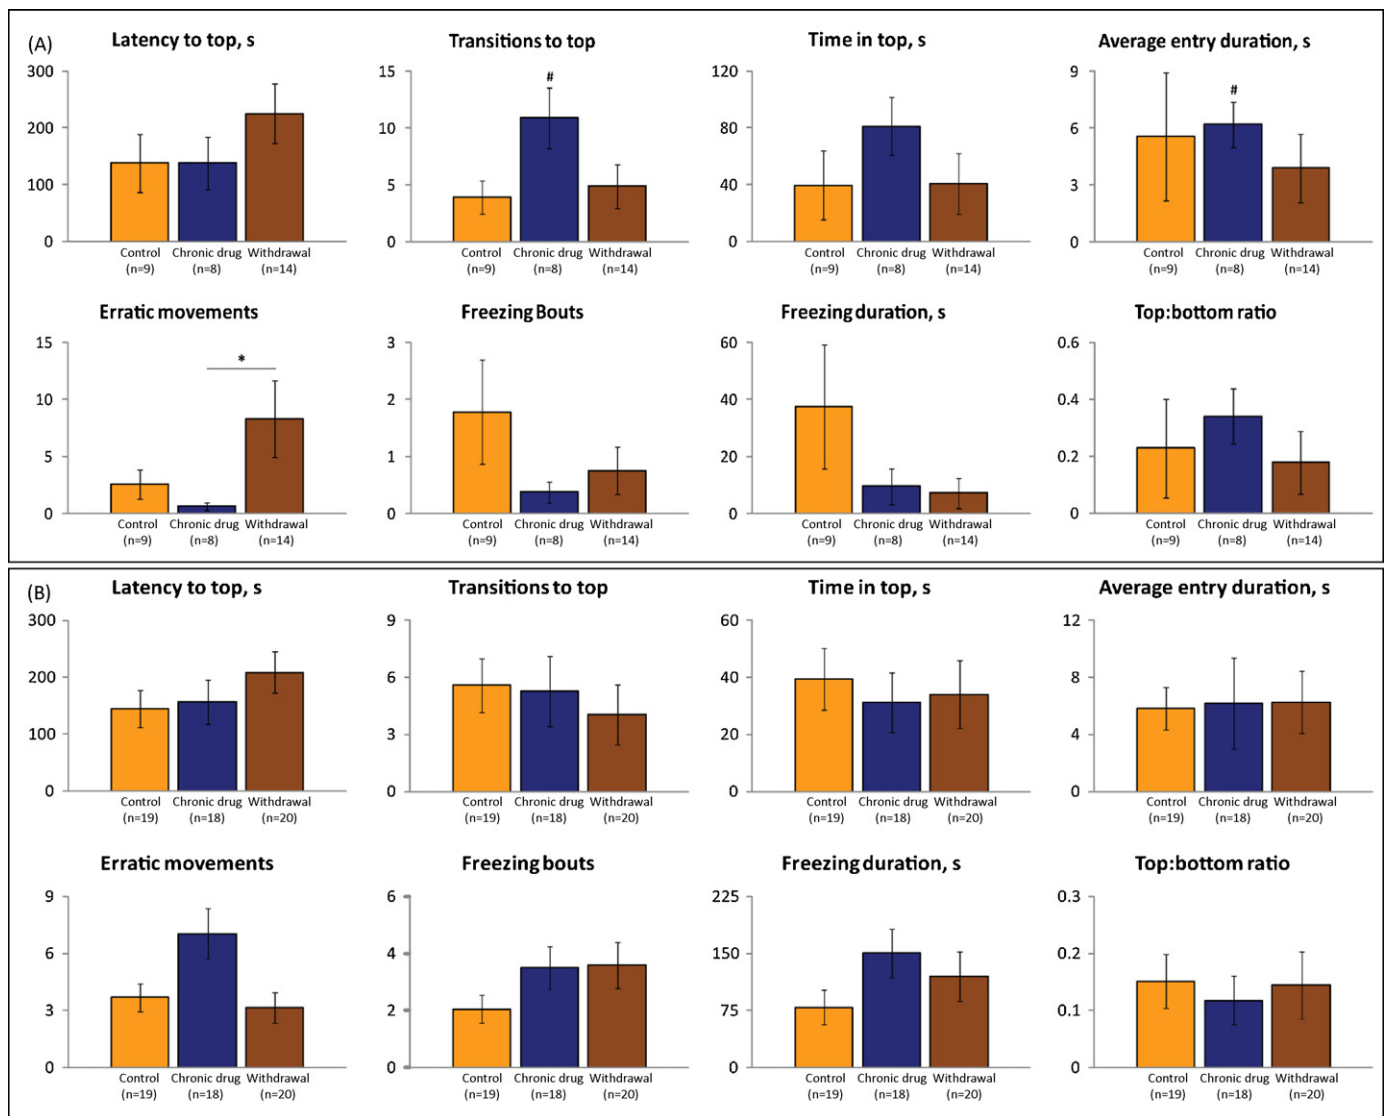 (A)
Latency to top, s
300
200
100
0
Control Chronic drug Withdrawal
(n=9) (n=8) (n=14)
Transitions to top
15
10
5
0
#
Control Chronic drug Withdrawal
(n=9) (n=8) (n=14)
Time in top, s
120
80
40
0
Control Chronic drug Withdrawal
(n=9) (n=8) (n=14)
Average entry duration, s
9
6
3
0
#
Control Chronic drug Withdrawal
(n=9) (n=8) (n=14)
Erratic movements
15
10
5
0
*
Control Chronic drug Withdrawal
(n=9) (n=8) (n=14)
Freezing Bouts
3
2
1
0
Control Chronic drug Withdrawal
(n=9) (n=8) (n=14)
Freezing duration, s
60
40
20
0
Control Chronic drug Withdrawal
(n=9) (n=8) (n=14)
Top:bottom ratio
0.6
0.4
0.2
0
Control Chronic drug Withdrawal
(n=9) (n=8) (n=14)
(B)
Latency to top, s
300
200
100
0
Control Chronic drug Withdrawal
(n=19) (n=18) (n=20)
Transitions to top
9
6
3
0
Control Chronic drug Withdrawal
(n=19) (n=18) (n=20)
Time in top, s
60
40
20
0
Control Chronic drug Withdrawal
(n=19) (n=18) (n=20)
Average entry duration, s
12
8
4
0
Control Chronic drug Withdrawal
(n=19) (n=18) (n=20)
Erratic movements
9
6
3
0
Control Chronic drug Withdrawal
(n=19) (n=18) (n=20)
Freezing bouts
6
4
2
0
Control Chronic drug Withdrawal
(n=19) (n=18) (n=20)
Freezing duration, s
225
150
75
0
Control Chronic drug Withdrawal
(n=19) (n=18) (n=20)
Top:bottom ratio
0.3
0.2
0.1
0
Control Chronic drug Withdrawal
(n=19) (n=18) (n=20)